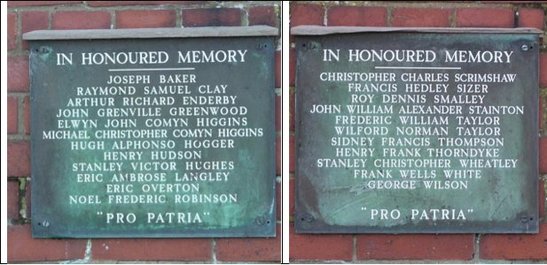 IN HONOURED MEMORY
JOSEPH BAKER
RAYMOND SAMUEL CLAY
ARTHUR RICHARD ENDERBY
JOHN GRENVILLE GREENWOOD
ELWYN JOHN COMYN HIGGINS
MICHAEL CHRISTOPHER COMYN HIGGINS
HUGH ALPHONSO HOGGER
HENRY HUDSON
STANLEY VICTOR HUGHES
ERIC AMBROSE LANGLEY
ERIC OVERTON
NOEL FREDERIC ROBINSON
"PRO PATRIA"
IN HONOURED MEMORY
CHRISTOPHER CHARLES SCRIMSHAW
FRANCIS HEDLEY SIZER
ROY DENNIS SMALLEY
JOHN WILLIAM ALEXANDER STAINTON
FREDERIC WILLIAM TAYLOR
WILFORD NORMAN TAYLOR
SIDNEY FRANCIS THOMPSON
HENRY FRANK THORNDYKE
STANLEY CHRISTOPHER WHEATLEY
FRANK WELLS WHITE
GEORGE WILSON
"PRO PATRIA"